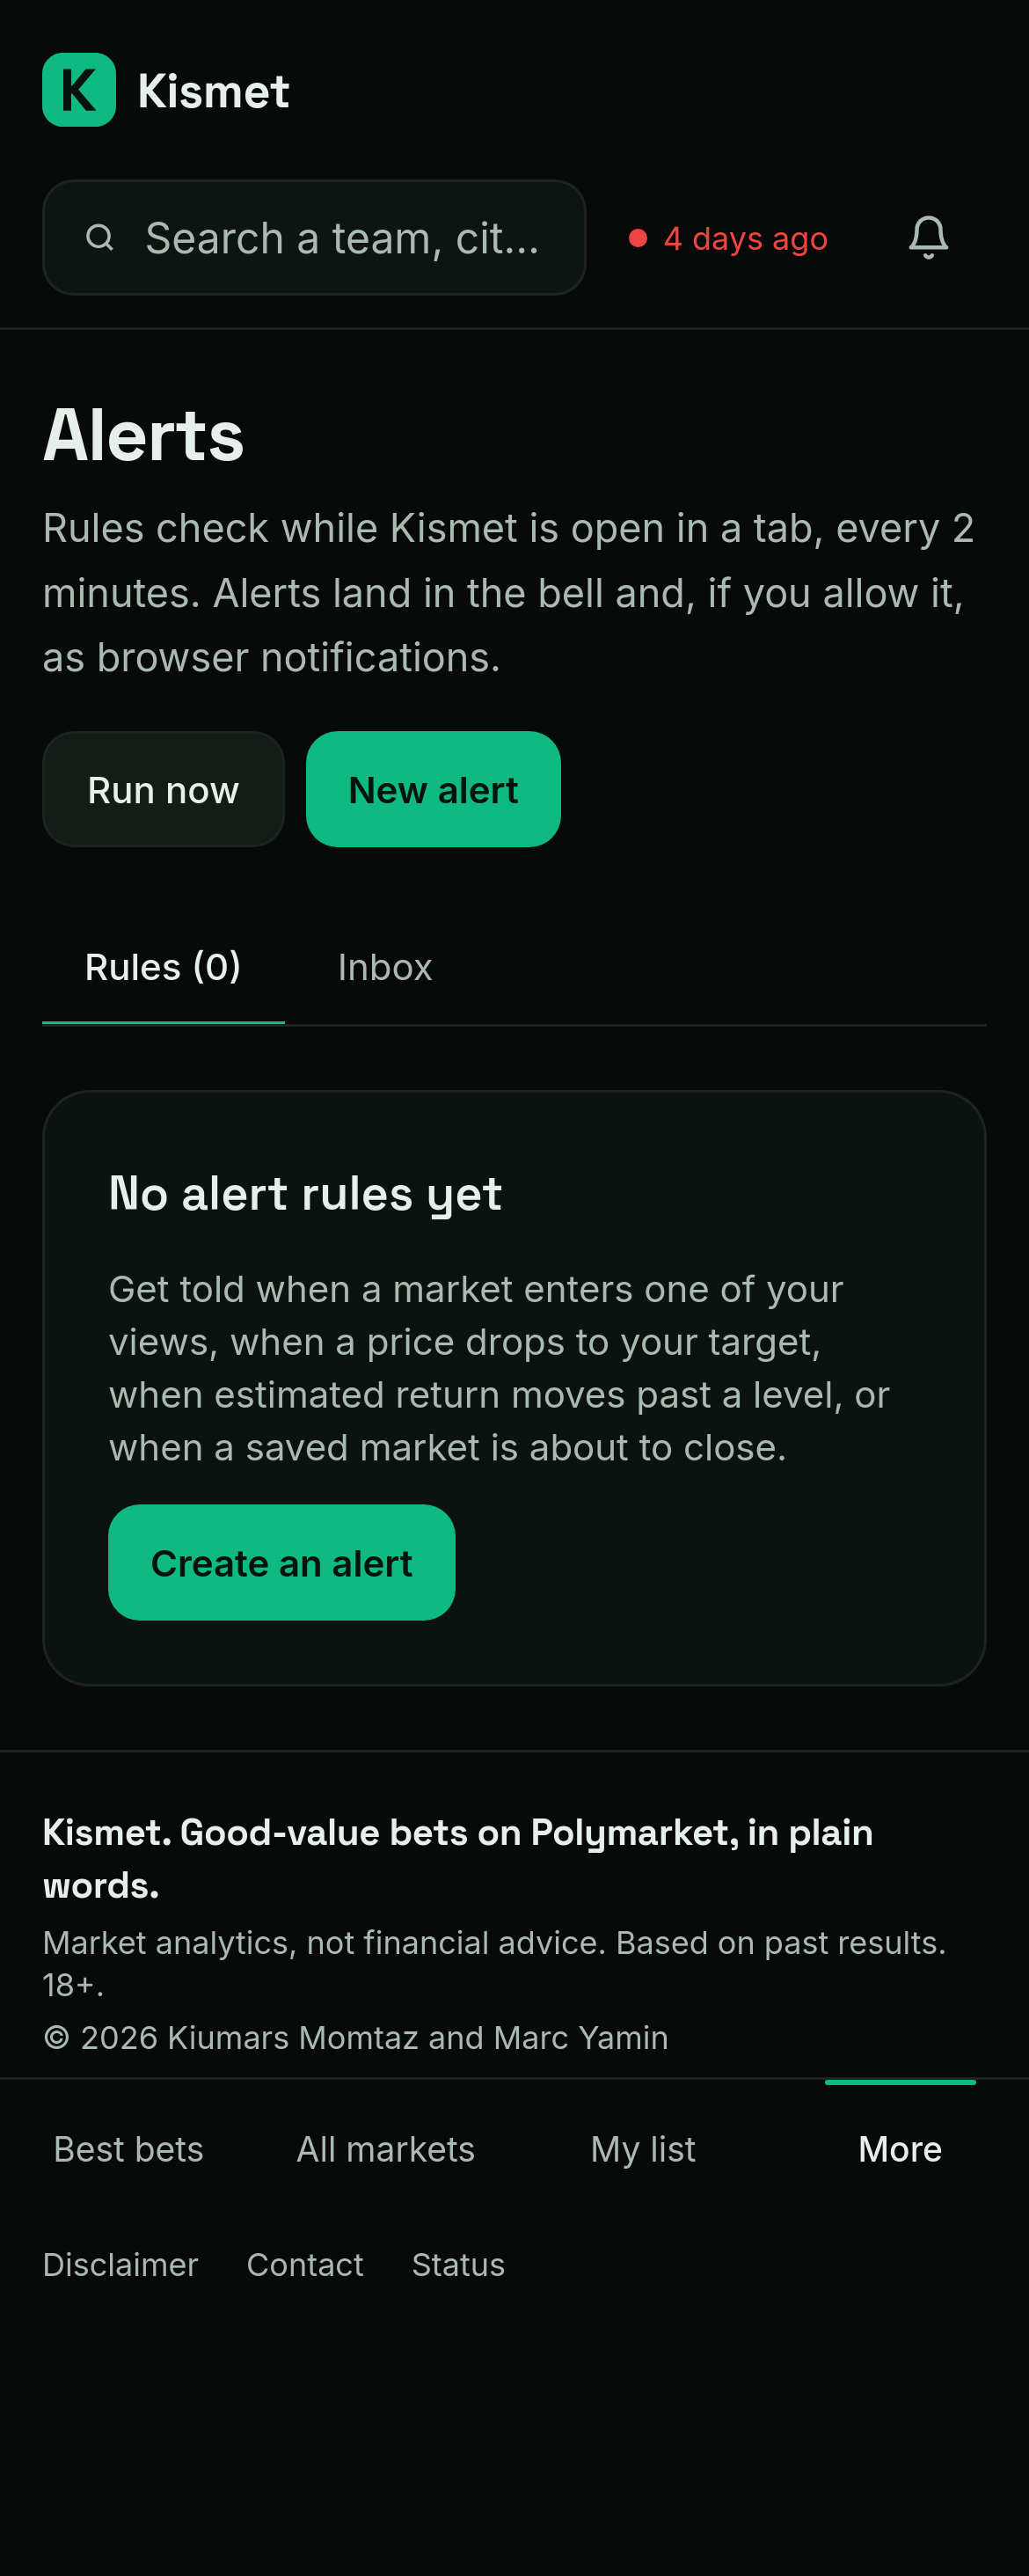 K Kismet
Search a team, cit...
4 days ago
Alerts
Rules check while Kismet is open in a tab, every 2
minutes. Alerts land in the bell and, if you allow it,
as browser notifications.
Run now
New alert
Rules (0)
Inbox
No alert rules yet
Get told when a market enters one of your
views, when a price drops to your target,
when estimated return moves past a level, or
when a saved market is about to close.
Create an alert
Kismet. Good-value bets on Polymarket, in plain
words.
Market analytics, not financial advice. Based on past results.
18+.
© 2026 Kiumars Momtaz and Marc Yamin
Best bets
All markets
My list
More
Disclaimer
Contact
Status